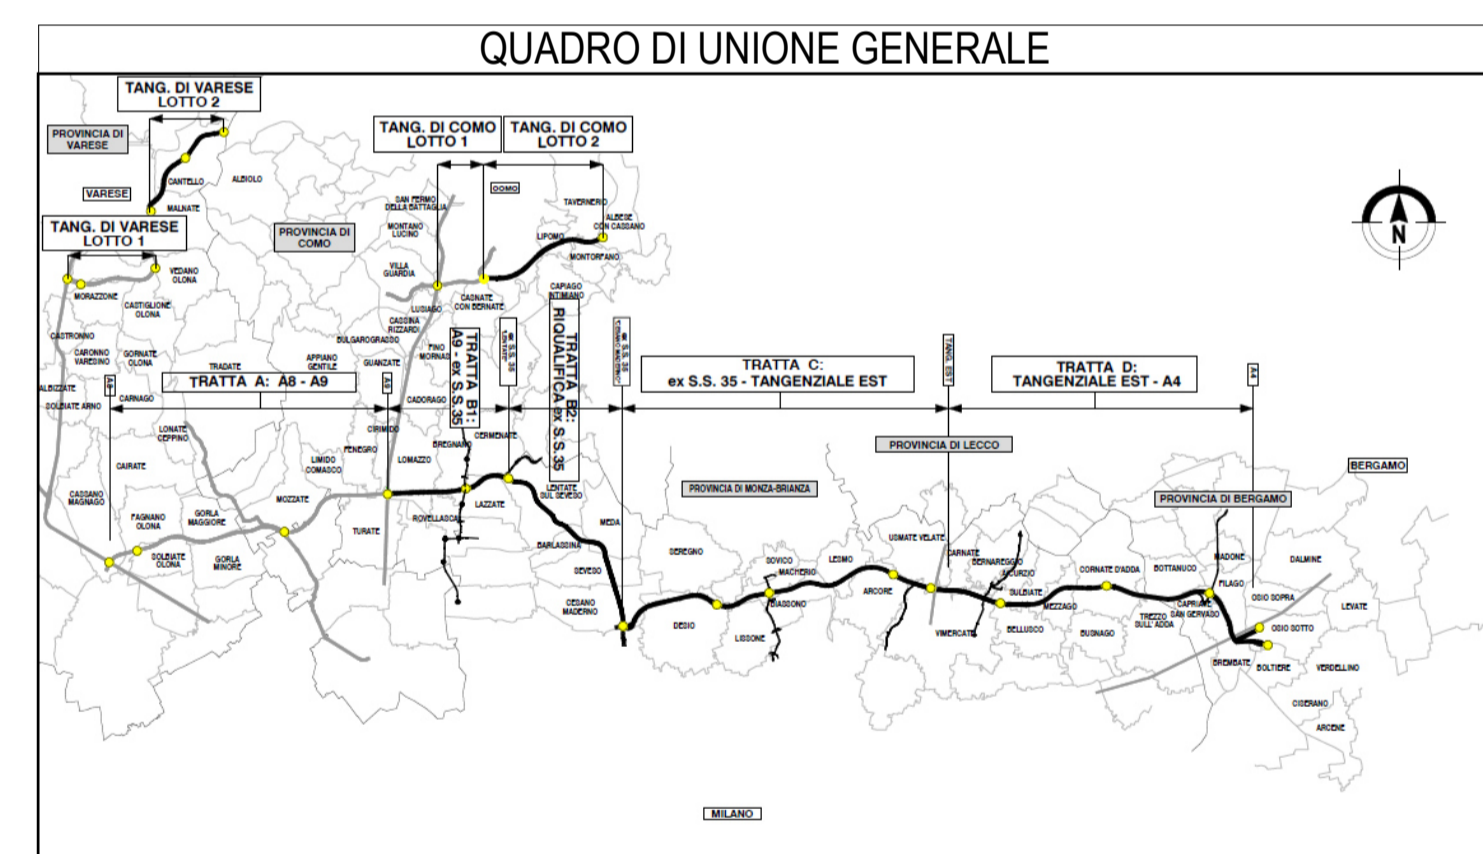 QUADRO DI UNIONE GENERALE
TANG. DI VARESE
LOTTO 2
PROVINCIA DI
VARESE
CANTELLO
ALBIOLO
VARESE
MALNATE
TANG. DI VARESE
LOTTO 1
PROVINCIA DI
COMO
TANG. DI COMO
LOTTO 1
TANG. DI COMO
LOTTO 2
COMO
SAN FERMO
DELLA BATTAGLIA
MONTANO
LUCINO
VILLA
GUARDIA
TAVERNERIO
ALBESE
CON CASSANO
LIPOMO
MONTORFANO
CAPIAGO
INTIMIANO
CASNATE
CON BERNATE
LUISAGO
CASSINA
RIZZARDI
VEDANO
OLONA
MORAZZONE
CASTIGLIONE
OLONA
CASTRONNO
CARONNO
VARESINO
GORNATE
OLONA
TRADATE
APPIANO
GENTILE
BULGAROGRASSO
GUANZATE
FINO
MORNAS
ALBIZZATE
SOLBIATE ARNO
CARNAGO
A8
TRATTA A: A8 - A9
A9
CADORAGO
TRATTA B1:
A9 - ex S.S.35
ex S.S. 35
TRATTA B2:
RIQUALIFICA ex S.S.35
ex S.S. 35
TRATTA C:
ex S.S. 35 - TANGENZIALE EST
TANG. EST
TRATTA D:
TANGENZIALE EST - A4
A4
LONATE
CEPPINO
CIRIMIDO
FENEGRO
BREGNANO
CERMENATE
LIMIDO
COMASCO
LOMAZZO
CAIRATE
CASSANO
MAGNAGO
MOZZATE
FAGNANO
OLONA
GORLA
MAGGIORE
TURATE
ROVELLASCA
LAZZATE
LENTATE
SUL SEVESO
SOLBIATE
OLONA
GORLA
MINORE
MEDA
BARLASSINA
SEVESO
CESANO
MADERNO
PROVINCIA DI MONZA-BRIANZA
PROVINCIA DI LECCO
BERGAMO
PROVINCIA DI BERGAMO
SEREGNO
SOVICO
MACHERIO
LESMO
USMATE VELATE
CARNATE
BERNAREGGIO
AICURZIO
SULBIATE
CORNATE D'ADDA
BOTTANUCO
MADONE
DALMINE
FILAGO
OSIO SOPRA
LEVATE
DESIO
LISSONE
BIASSONO
ARCORE
VIMERCATE
BELLUSCO
MEZZAGO
BUSNAGO
TREZZO
SULL'ADDA
CAPRIATE
SAN GERVASO
OSIO SOTTO
BREMBATE
BOLTIERE
VERDELLINO
CISERANO
ARCENE
MILANO
N